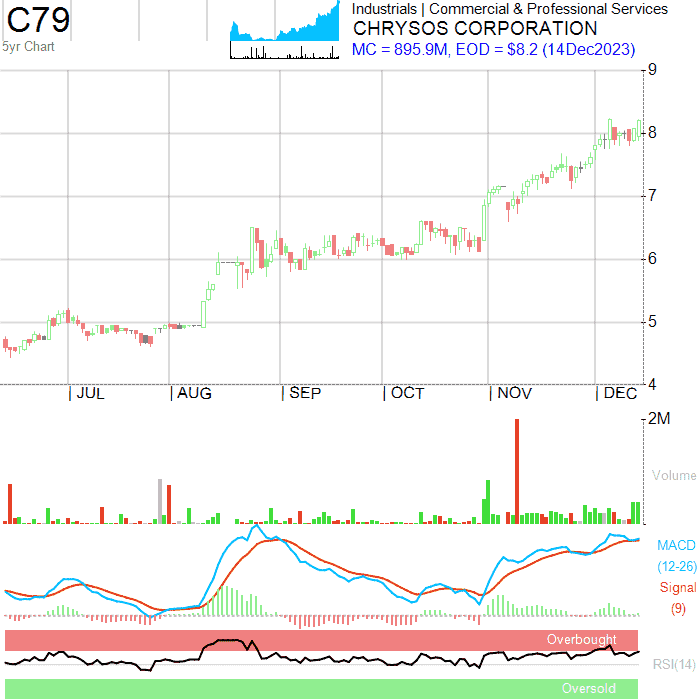 C79
5yr Chart
Industrials | Commercial & Professional Services
CHRYSOS CORPORATION
MC = 895.9M, EOD = $8.2 (14Dec2023)
9
8
7
6
5
4
JUL AUG SEP OCT NOV DEC
2M
Volume
MACD
(12-26)
Signal
(9)
Overbought
RSI(14)
Oversold